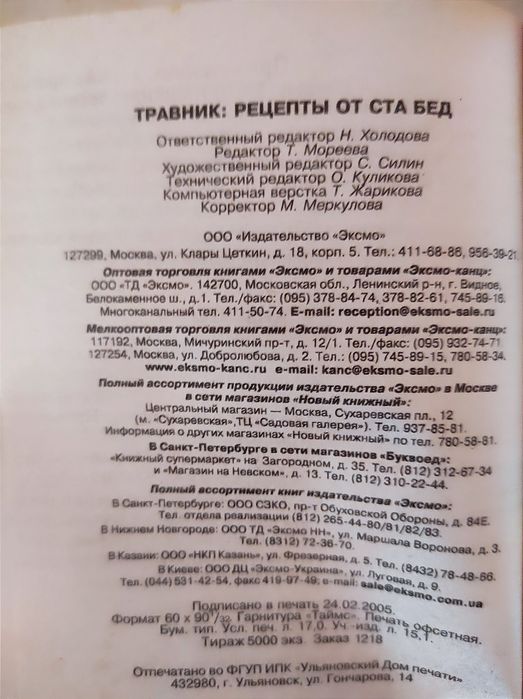 ТРАВНИК: РЕЦЕПТЫ ОТ СТА БЕД
Ответственный редактор Н. Холодова
Редактор Т. Мореева
Художественный редактор С. Силин
Технический редактор О. Куликова
Компьютерная верстка Т. Жарикова
Корректор М. Меркулова
ООО «Издательство «Эксмо»
127299, Москва, ул. Клары Цеткин, д. 18, корп. 5. Тел.: 411-68-86, 956-39-21.
Оптовая торговля книгами «Эксмо» и товарами «Эксмо-канц»:
ООО «ТД «Эксмо». 142700, Московская обл., Ленинский р-н, г. Видное,
Белокаменное ш., д.1. Тел./факс: (095) 378-84-74, 378-82-61, 745-89-16.
Многоканальный тел. 411-50-74. E-mail: reception@eksmo-sale.ru
Мелкооптовая торговля книгами «Эксмо» и товарами «Эксмо-канц»:
117192, Москва, Мичуринский пр-т, д. 12/1. Тел./факс: (095) 932-74-71
127254, Москва, ул. Добролюбова, д. 2. Тел.: (095) 745-89-15, 780-58-34.
www.eksmo-kanc.ru e-mail: kanc@eksmo-sale.ru
Полный ассортимент продукции издательства «Эксмо» в Москве
в сети магазинов «Новый книжный»:
Центральный магазин — Москва, Сухаревская пл., 12
(м. «Сухаревская»,ТЦ «Садовая галерея»). Тел. 937-85-81.
Информация о других магазинах «Новый книжный» по тел. 780-58-81.
В Санкт-Петербурге в сети магазинов «Буквоед»:
«Книжный супермаркет» на Загородном, д. 35. Тел. (812) 312-67-34
и «Магазин на Невском», д. 13. Тел. (812) 310-22-44.
Полный ассортимент книг издательства «Эксмо»:
В Санкт-Петербурге: ООО СЗКО, пр-т Обуховской Обороны, д. 84Е.
Тел. отдела реализации (812) 265-44-80/81/82/83.
В Нижнем Новгороде: ООО ТД «Эксмо НН», ул. Маршала Воронова, д. 3.
Тел. (8312) 72-36-70.
В Казани: ООО «НКП Казань», ул. Фрезерная, д. 5. Тел. (8432) 78-48-66.
В Киеве: ООО ДЦ «Эксмо-Украина», ул. Луговая, д. 9.
Тел. (044) 531-42-54, факс 419-97-49; e-mail: sale@eksmo.com.ua
Подписано в печать 24.02.2005.
Формат 60 x 90 1/32. Гарнитура «Таймс». Печать офсетная.
Бум. тип. Усл. печ. л. 17,0. Уч.-изд. л. 15,1.
Тираж 5000 экз. Заказ 1218
Отпечатано во ФГУП ИПК «Ульяновский Дом печати»
432980, г. Ульяновск, ул. Гончарова, 14